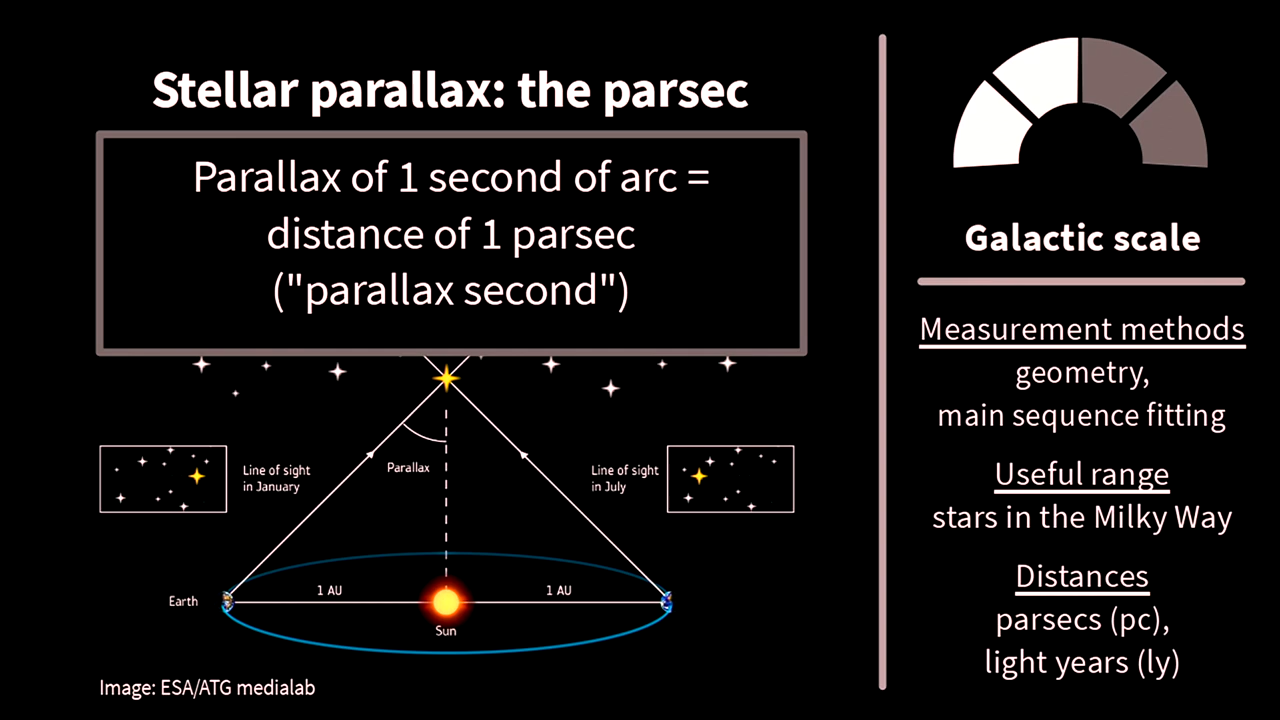 Stellar parallax: the parsec
Parallax of 1 second of arc =
distance of 1 parsec
("parallax second")
Parallax
Line of sight
in January
Line of sight
in July
1 AU
1 AU
Earth
Sun
Image: ESA/ATG medialab
Galactic scale
Measurement methods
geometry,
main sequence fitting
Useful range
stars in the Milky Way
Distances
parsecs (pc),
light years (ly)